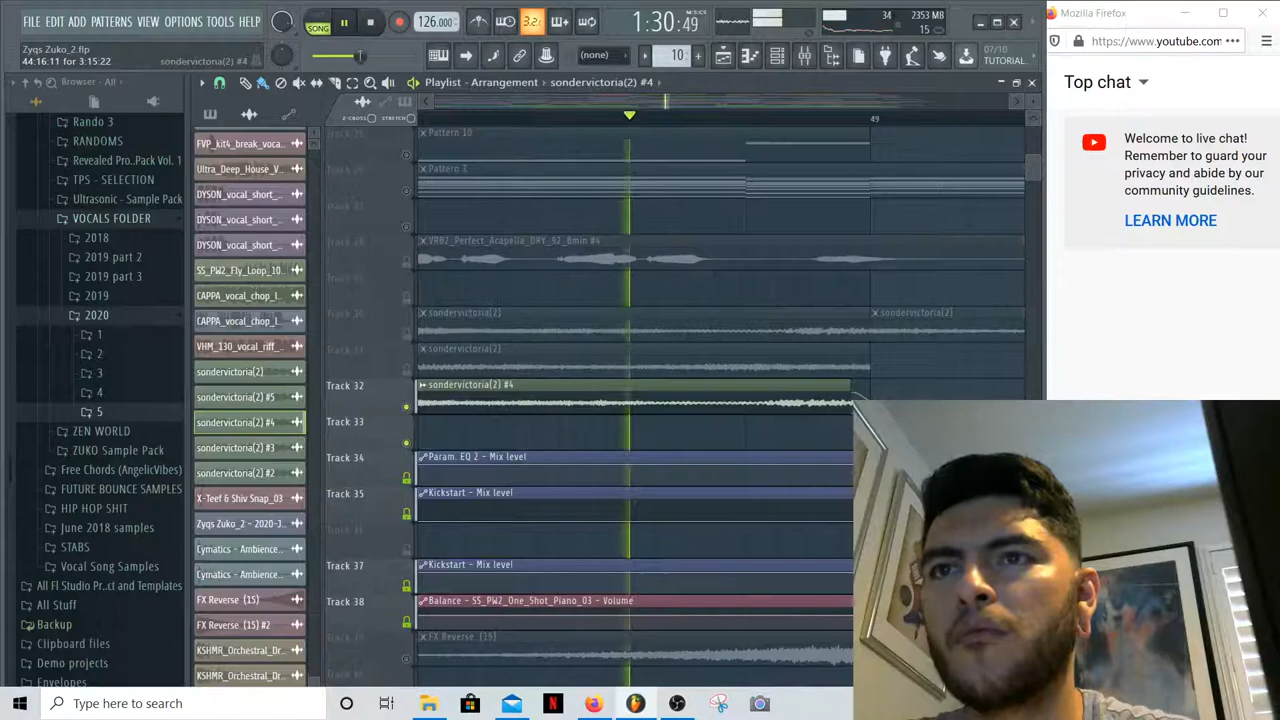 FILE EDIT ADD PATTERNS VIEW OPTIONS TOOLS HELP
SONG
126.000
3.2:
1:30:49
34
2353 MB
15
Mozilla Firefox
https://www.youtube.com
Zyqs Zuko_2.flp
44:16:11 for 3:15:22
sondervictoria(2) #4
(none)
10
07/10
TUTORIAL..
Browser - All
Playlist - Arrangement
sondervictoria(2) #4
Z-CROSS
STRETCH
49
Rando 3
RANDOMS
Revealed Pro..Pack Vol. 1
TPS - SELECTION
Ultrasonic - Sample Pack
VOCALS FOLDER
2018
2019 part 2
2019 part 3
2019
2020
1
2
3
4
5
ZEN WORLD
ZUKO Sample Pack
Free Chords (AngelicVibes)
FUTURE BOUNCE SAMPLES
HIP HOP SHIT
June 2018 samples
STABS
Vocal Song Samples
All Fl Studio Pr..ct and Templates
All Stuff
Backup
Clipboard files
Demo projects
Envelopes
FVP_kit4_break_voca..
Ultra_Deep_House_V..
DYSON_vocal_short_..
DYSON_vocal_short_..
DYSON_vocal_short_..
SS_PW2_Fly_Loop_10..
CAPPA_vocal_chop_l..
CAPPA_vocal_chop_l..
VHM_130_vocal_riff_..
sondervictoria(2)
sondervictoria(2) #5
sondervictoria(2) #4
sondervictoria(2) #3
sondervictoria(2) #2
X-Teef & Shiv Snap_03
Zyqs Zuko_2 - 2020-J..
Cymatics - Ambience..
Cymatics - Ambience..
FX Reverse (15)
FX Reverse (15) #2
KSHMR_Orchestral_Dr..
KSHMR_Orchestral_Dr..
Pattern 10
Pattern 3
VRB2_Perfect_Acapella_DRY_92_Bmin #4
sondervictoria(2)
sondervictoria(2)
sondervictoria(2)
Track 32
sondervictoria(2) #4
Track 33
Track 34
Param. EQ 2 - Mix level
Track 35
Kickstart - Mix level
Track 37
Kickstart - Mix level
Track 38
Balance - SS_PW2_One_Shot_Piano_03 - Volume
FX Reverse (15)
Top chat
Welcome to live chat!
Remember to guard your
privacy and abide by our
community guidelines.
LEARN MORE
Type here to search